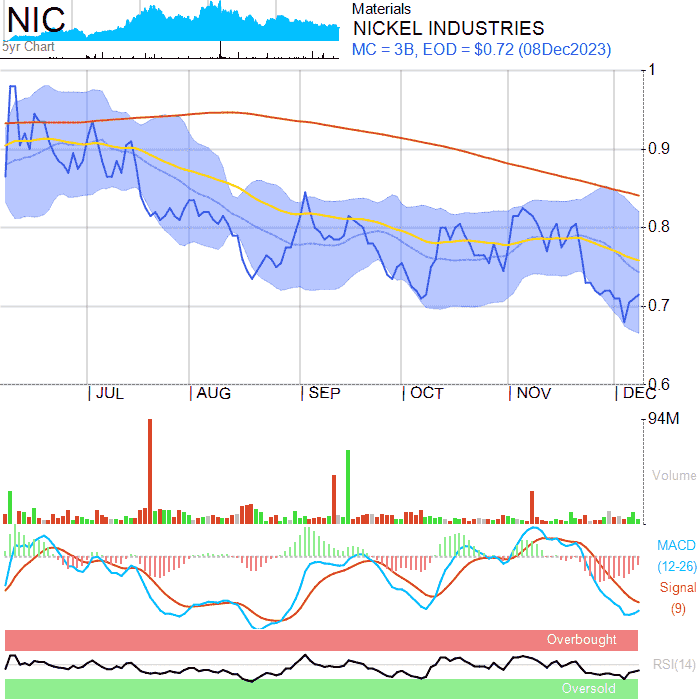 NIC
5yr Chart
Materials
NICKEL INDUSTRIES
MC = 3B, EOD = $0.72 (08Dec2023)
1
0.9
0.8
0.7
0.6
JUL AUG SEP OCT NOV DEC
94M
Volume
MACD
(12-26)
Signal
(9)
Overbought
RSI(14)
Oversold